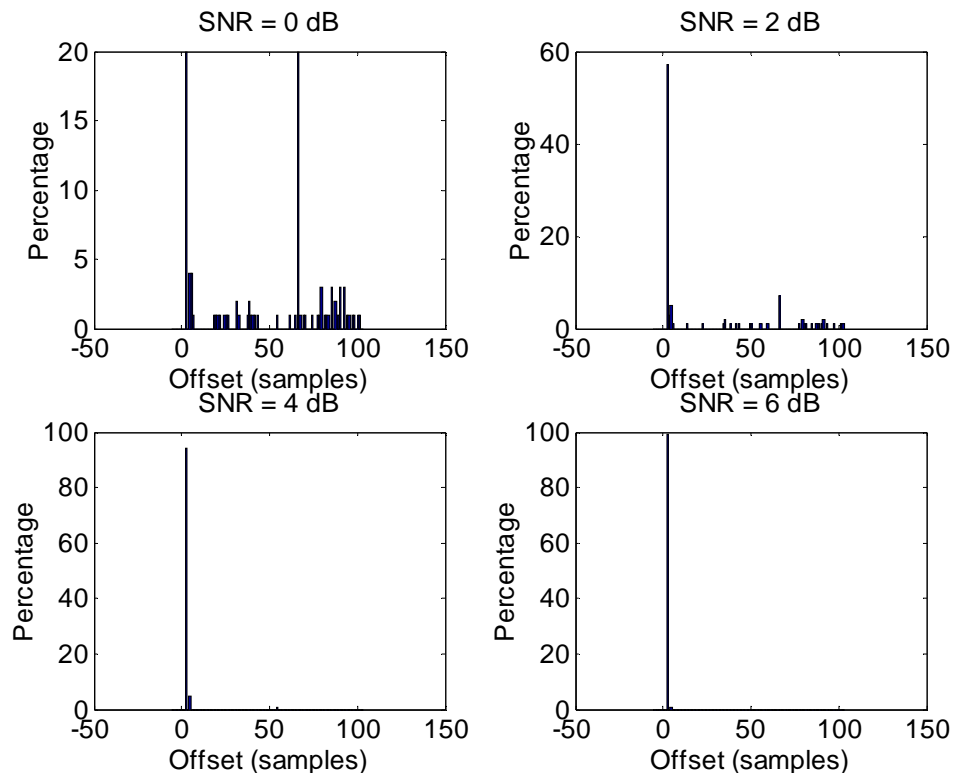 SNR = 0 dB
20
15
10
5
0
Percentage
-50 0 50 100 150
Offset (samples)
SNR = 2 dB
60
40
20
0
Percentage
-50 0 50 100 150
Offset (samples)
SNR = 4 dB
100
80
60
40
20
0
Percentage
-50 0 50 100 150
Offset (samples)
SNR = 6 dB
100
80
60
40
20
0
Percentage
-50 0 50 100 150
Offset (samples)